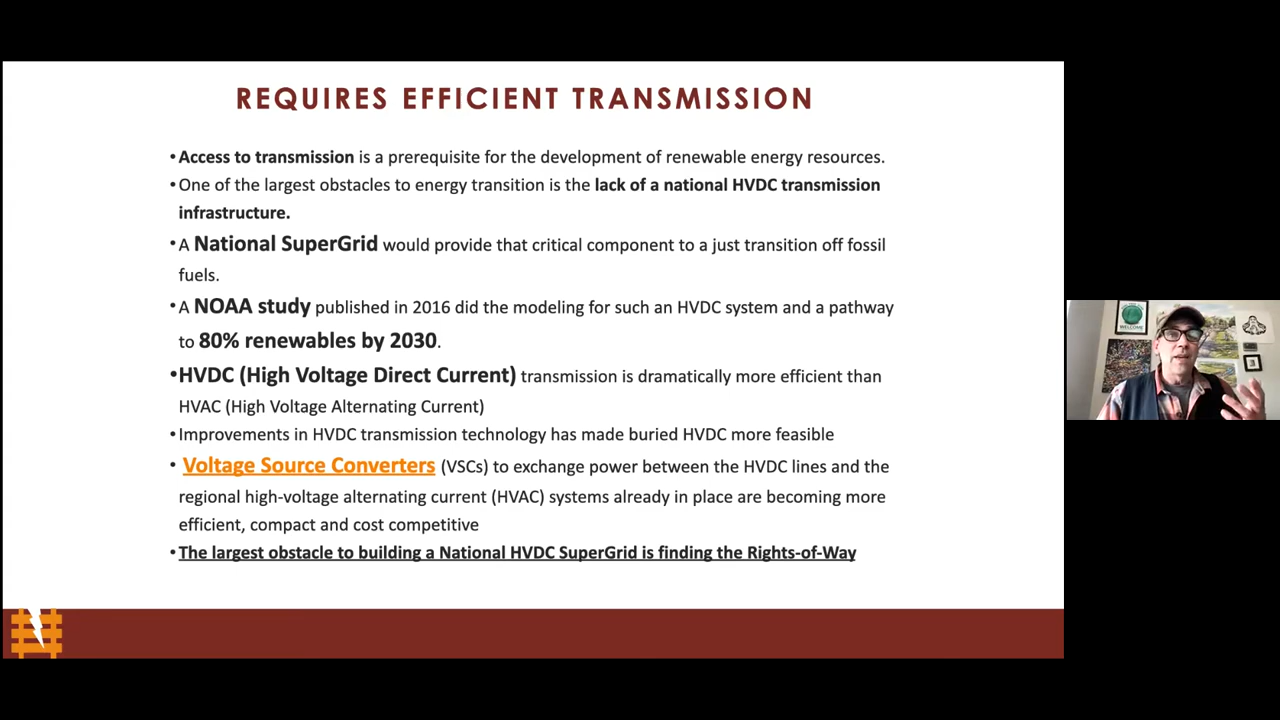 REQUIRES EFFICIENT TRANSMISSION
•Access to transmission is a prerequisite for the development of renewable energy resources.
•One of the largest obstacles to energy transition is the lack of a national HVDC transmission
infrastructure.
•A National SuperGrid would provide that critical component to a just transition off fossil
fuels.
•A NOAA study published in 2016 did the modeling for such an HVDC system and a pathway
to 80% renewables by 2030.
•HVDC (High Voltage Direct Current) transmission is dramatically more efficient than
HVAC (High Voltage Alternating Current)
•Improvements in HVDC transmission technology has made buried HVDC more feasible
• Voltage Source Converters (VSCs) to exchange power between the HVDC lines and the
regional high-voltage alternating current (HVAC) systems already in place are becoming more
efficient, compact and cost competitive
•The largest obstacle to building a National HVDC SuperGrid is finding the Rights-of-Way
WELCOME